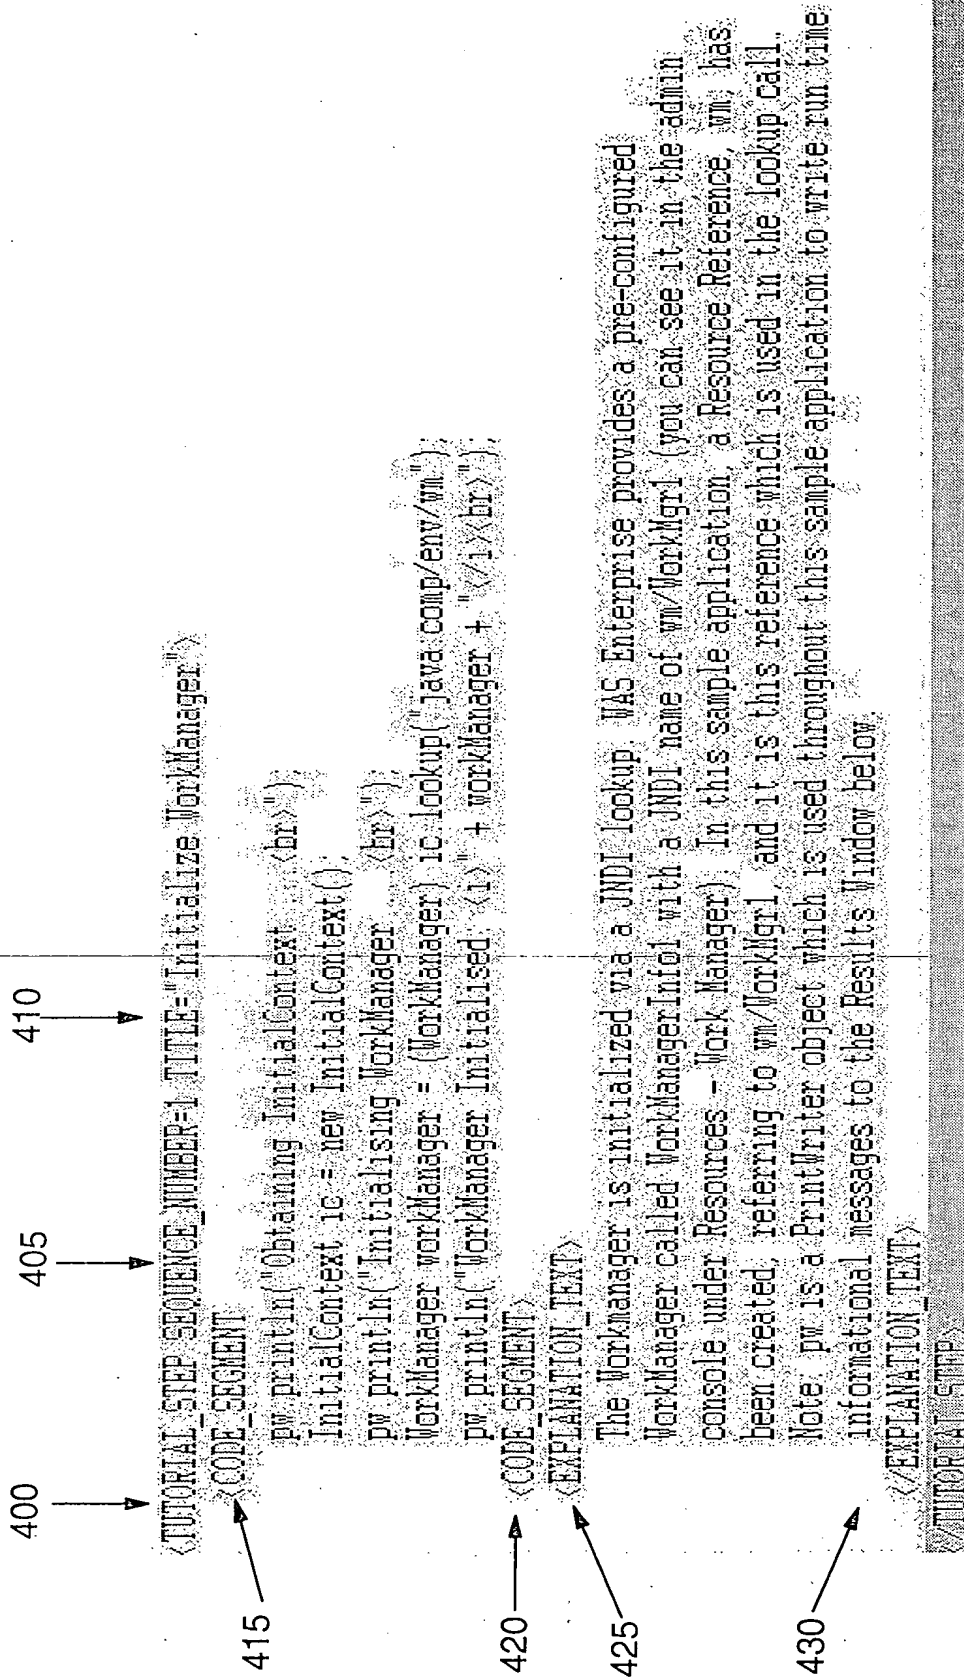 400
405
410
<TUTORIAL_STEP SEQUENCE_NUMBER=1 TITLE="Initialize WorkManager">
<CODE_SEGMENT
415
pw.println("Obtaining InitialContext <br>");
InitialContext ic = new InitialContext();
pw.println("Initialising WorkManager <br>");
WorkManager workManager = (WorkManager) ic.lookup("java:comp/env/wm");
pw.println("WorkManager Initialised. <i>" + workManager + "</i><br>");
<CODE_SEGMENT>
420
<EXPLANATION_TEXT>
425
The Workmanager is initialized via a JNDI lookup. WAS Enterprise provides a pre-configured
WorkManager called WorkManagerInfo1 with a JNDI name of wm/WorkMgr1 (you can see it in the admin
console under Resources - Work Manager). In this sample application, a Resource Reference, wm, has
been created, referring to wm/WorkMgr1, and it is this reference which is used in the lookup call.
Note: pw is a PrintWriter object which is used throughout this sample application to write run time
informational messages to the Results Window below.
430
</EXPLANATION_TEXT>
</TUTORIAL_STEP>